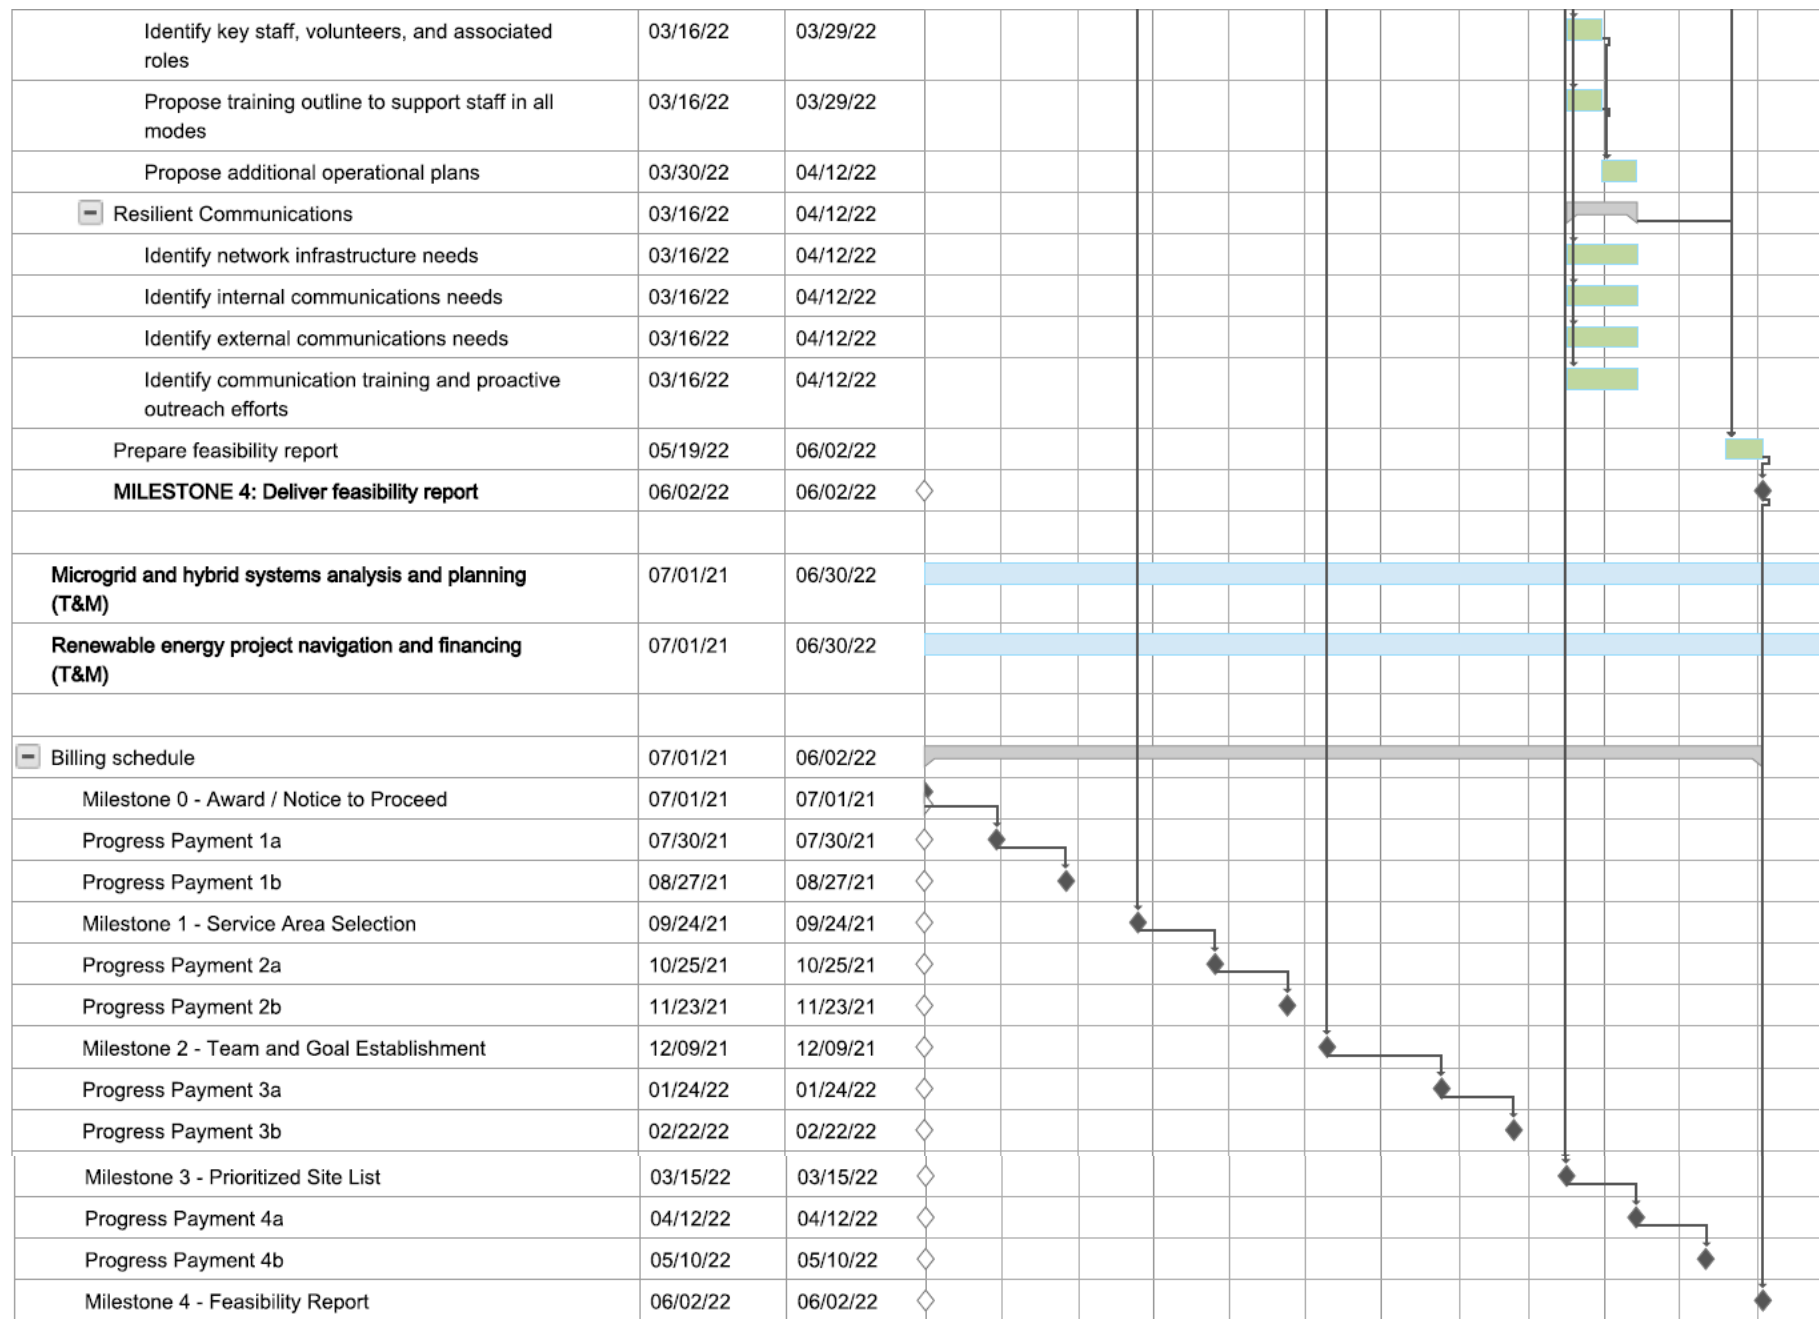 Identify key staff, volunteers, and associated 03/16/22 03/29/22
roles
Propose training outline to support staff in all 03/16/22 03/29/22
modes
Propose additional operational plans 03/30/22 04/12/22
Resilient Communications 03/16/22 04/12/22
Identify network infrastructure needs 03/16/22 04/12/22
Identify internal communications needs 03/16/22 04/12/22
Identify external communications needs 03/16/22 04/12/22
Identify communication training and proactive 03/16/22 04/12/22
outreach efforts
Prepare feasibility report 05/19/22 06/02/22
MILESTONE 4: Deliver feasibility report 06/02/22 06/02/22
Microgrid and hybrid systems analysis and planning 07/01/21 06/30/22
(T&M)
Renewable energy project navigation and financing 07/01/21 06/30/22
(T&M)
Billing schedule 07/01/21 06/02/22
Milestone 0 - Award / Notice to Proceed 07/01/21 07/01/21
Progress Payment 1a 07/30/21 07/30/21
Progress Payment 1b 08/27/21 08/27/21
Milestone 1 - Service Area Selection 09/24/21 09/24/21
Progress Payment 2a 10/25/21 10/25/21
Progress Payment 2b 11/23/21 11/23/21
Milestone 2 - Team and Goal Establishment 12/09/21 12/09/21
Progress Payment 3a 01/24/22 01/24/22
Progress Payment 3b 02/22/22 02/22/22
Milestone 3 - Prioritized Site List 03/15/22 03/15/22
Progress Payment 4a 04/12/22 04/12/22
Progress Payment 4b 05/10/22 05/10/22
Milestone 4 - Feasibility Report 06/02/22 06/02/22